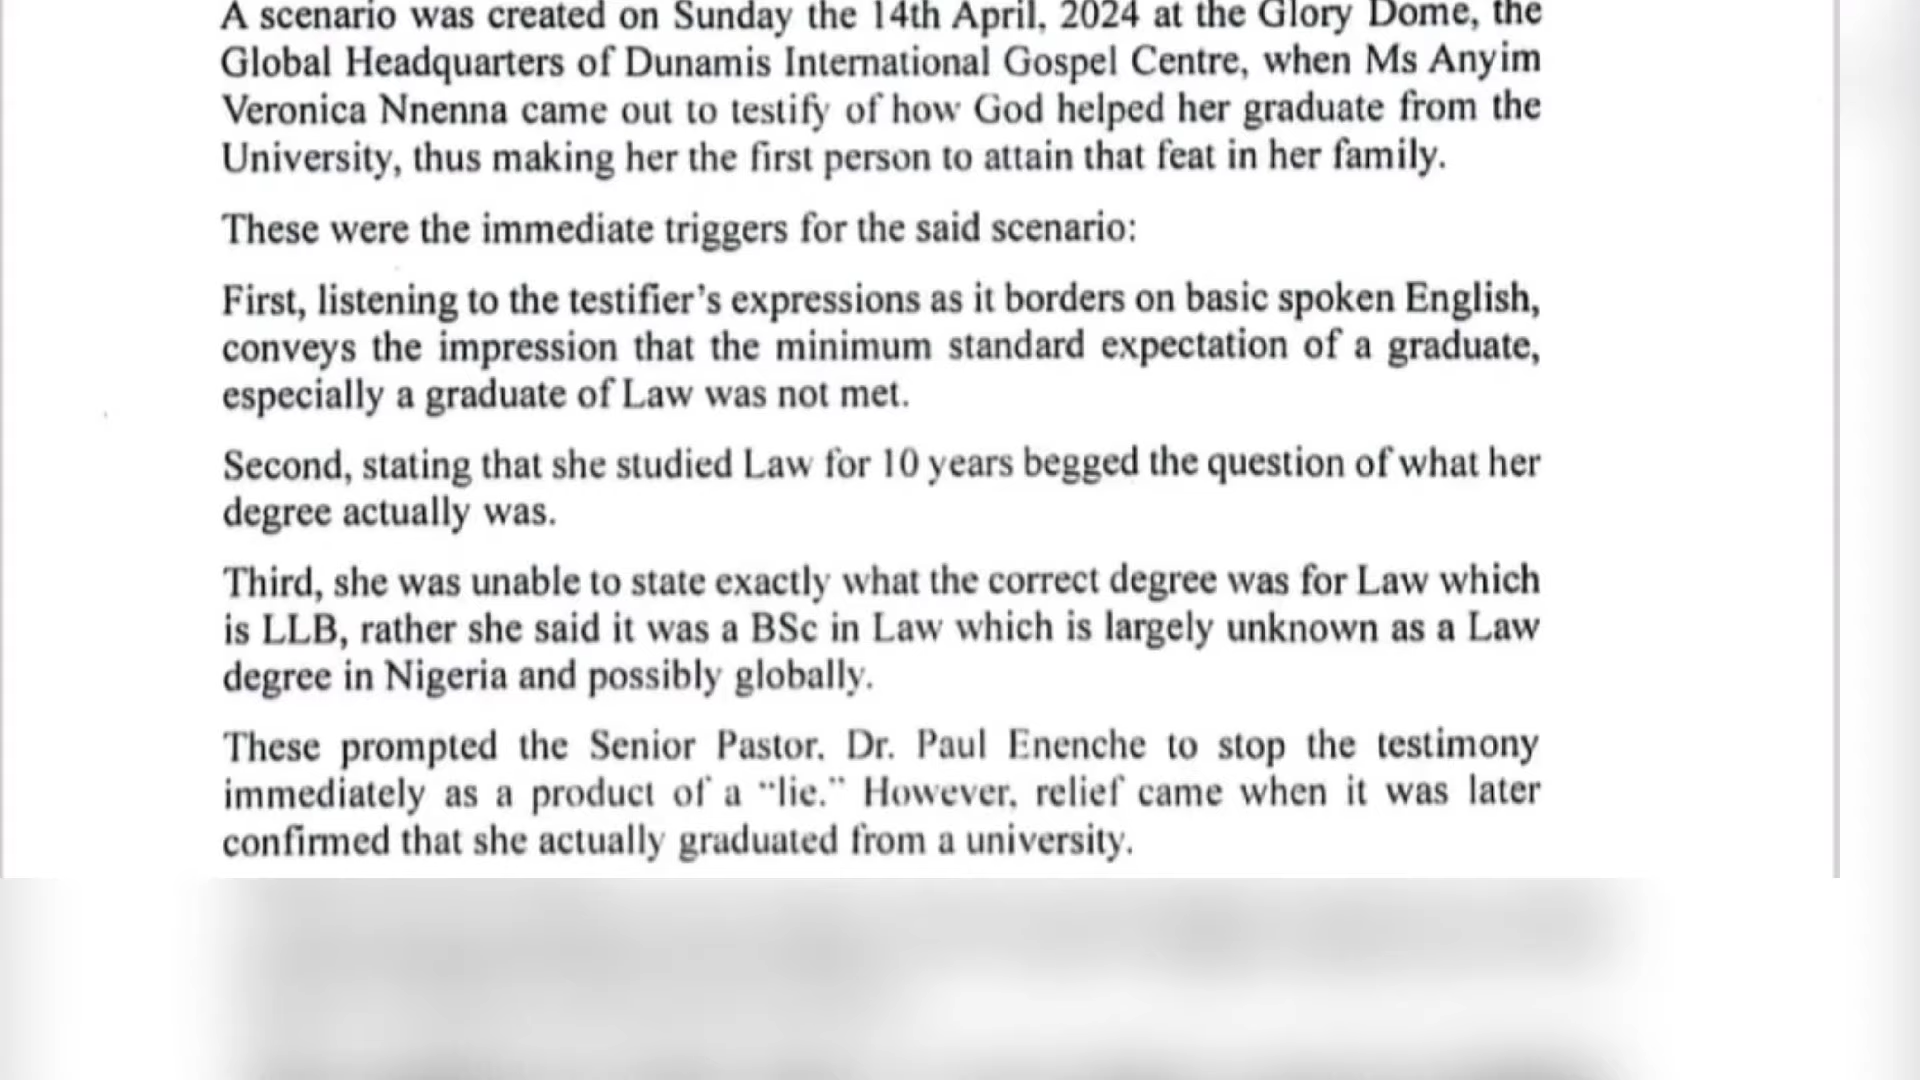 A scenario was created on Sunday the 14th April, 2024 at the Glory Dome, the
Global Headquarters of Dunamis International Gospel Centre, when Ms Anyim
Veronica Nnenna came out to testify of how God helped her graduate from the
University, thus making her the first person to attain that feat in her family.
These were the immediate triggers for the said scenario:
First, listening to the testifier's expressions as it borders on basic spoken English,
conveys the impression that the minimum standard expectation of a graduate,
especially a graduate of Law was not met.
Second, stating that she studied Law for 10 years begged the question of what her
degree actually was.
Third, she was unable to state exactly what the correct degree was for Law which
is LLB, rather she said it was a BSc in Law which is largely unknown as a Law
degree in Nigeria and possibly globally.
These prompted the Senior Pastor. Dr. Paul Enenche to stop the testimony
immediately as a product of a “lie.” However, relief came when it was later
confirmed that she actually graduated from a university.